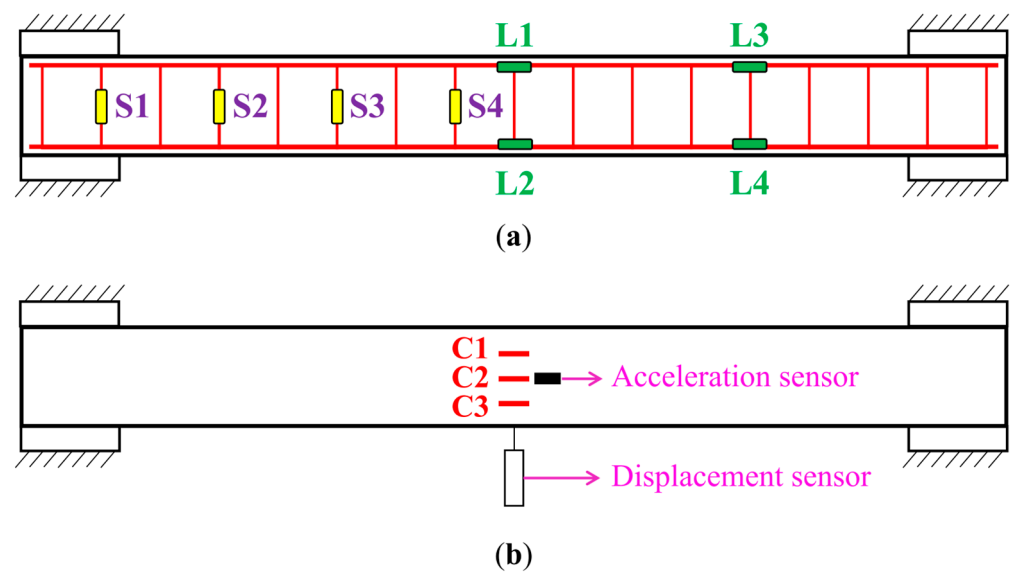 L1 L3
S1 S2 S3 S4
L2 L4
(a)
C1
C2 Acceleration sensor
C3
Displacement sensor
(b)